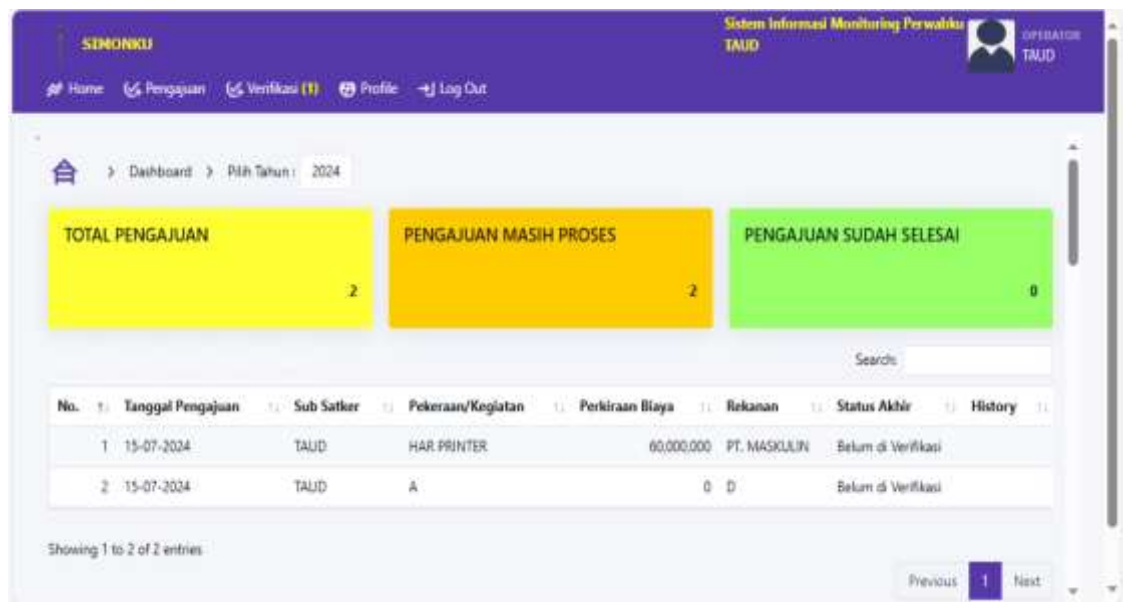 SIMONKU
Sistem Informasi Monitoring Perwabku
TAUD
OPERATOR
TAUD
Home Pengajuan Verifikasi (1) Profile Log Out
> Dashboard > Pilih Tahun : 2024
TOTAL PENGAJUAN
2
PENGAJUAN MASIH PROSES
2
PENGAJUAN SUDAH SELESAI
0
Search:
No. Tanggal Pengajuan Sub Satker Pekeraan/Kegiatan Perkiraan Biaya Rekanan Status Akhir History
1 15-07-2024 TAUD HAR PRINTER 60,000,000 PT. MASKULIN Belum di Verifikasi
2 15-07-2024 TAUD A 0 D Belum di Verifikasi
Showing 1 to 2 of 2 entries
Previous 1 Next